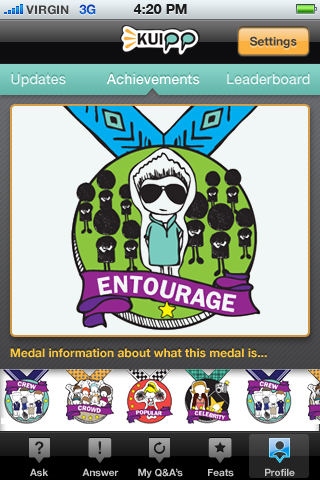 VIRGIN 3G 4:20 PM
KUIPP Settings
Updates Achievements Leaderboard
ENTOURAGE
Medal information about what this medal is...
CREW CROWD POPULAR CELEBRITY CREW
Ask Answer My Q&A's Feats Profile